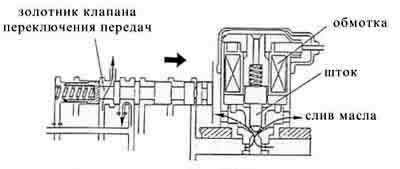 золотник клапана
переключения передач
обмотка
шток
слив масла